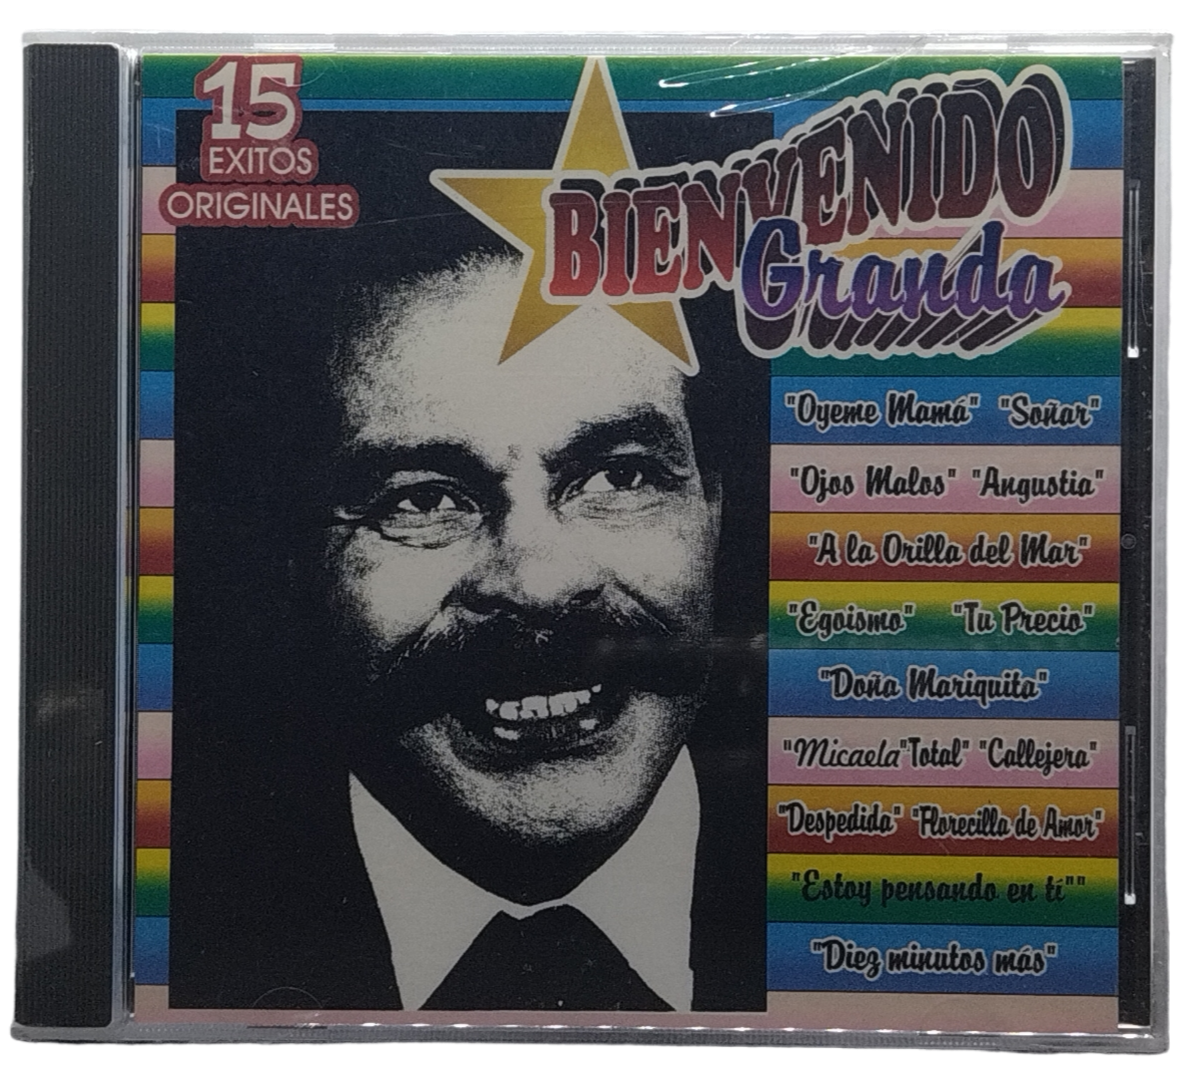 15
EXITOS
ORIGINALES
BIENVENIDO
Granda
"Oyeme Mamá" "Soñar"
"Ojos Malos" "Angustia"
"A la Orilla del Mar"
"Egoismo" "Tu Precio"
"Doña Mariquita"
"Micaela" "Total" "Callejera"
"Despedida" "Florecilla de Amor"
"Estoy pensando en tí""
"Diez minutos más"